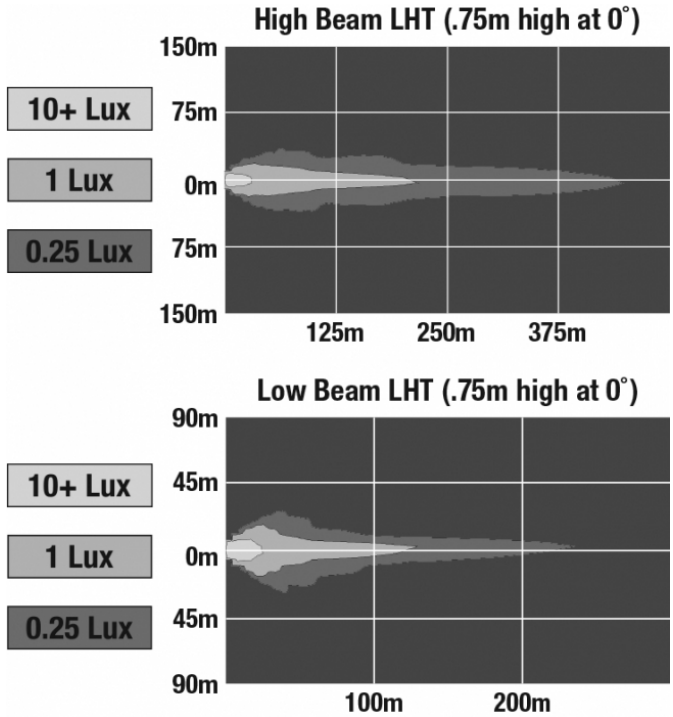 High Beam LHT (.75m high at 0˚)
150m
10+ Lux
75m
1 Lux
0m
0.25 Lux
75m
150m
125m 250m 375m
Low Beam LHT (.75m high at 0˚)
90m
10+ Lux
45m
1 Lux
0m
0.25 Lux
45m
90m
100m 200m